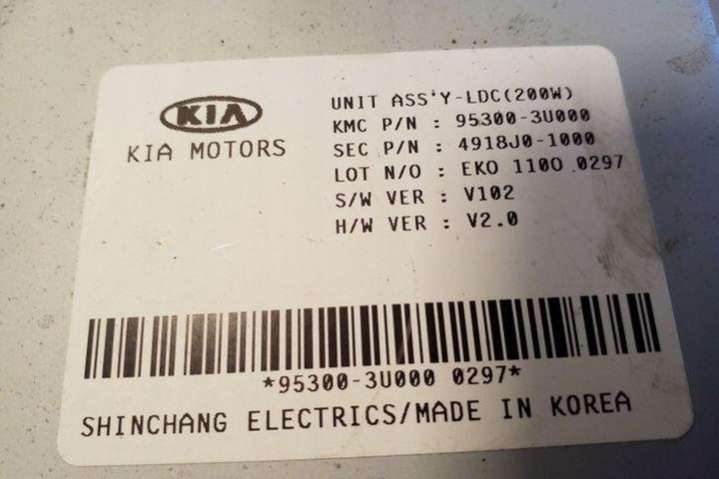 KIA
KIA MOTORS
UNIT ASS'Y-LDC(200W)
KMC P/N : 95300-3U000
SEC P/N : 4918J0-1000
LOT N/O : EKO 1100 0297
S/W VER : V102
H/W VER : V2.0
*95300-3U000 0297*
SHINCHANG ELECTRICS/MADE IN KOREA